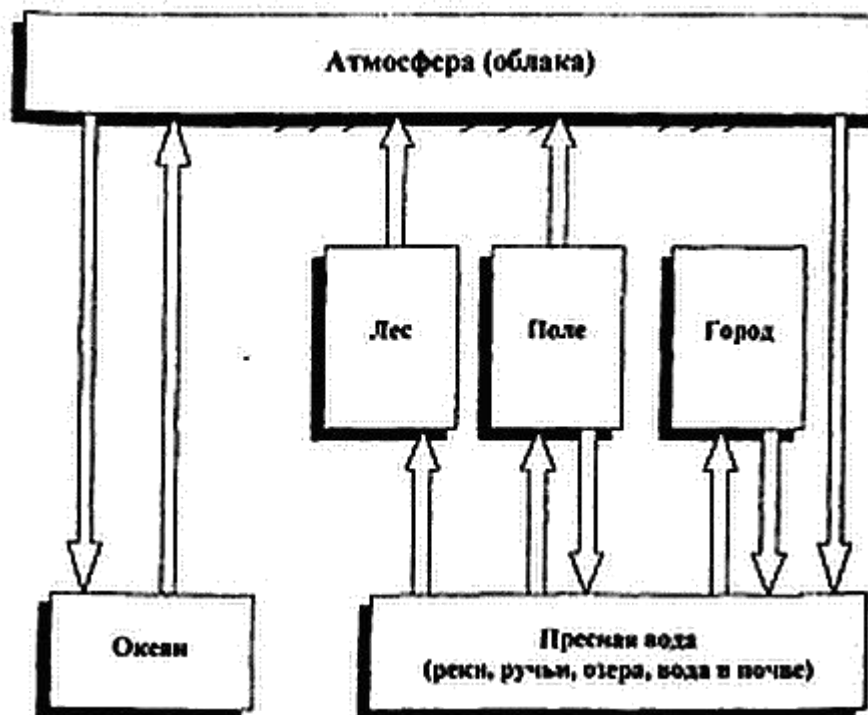 Атмосфера (облака)
Лес
Поле
Город
Океан
Пресная вода
(реки, ручьи, озера, вода в почве)